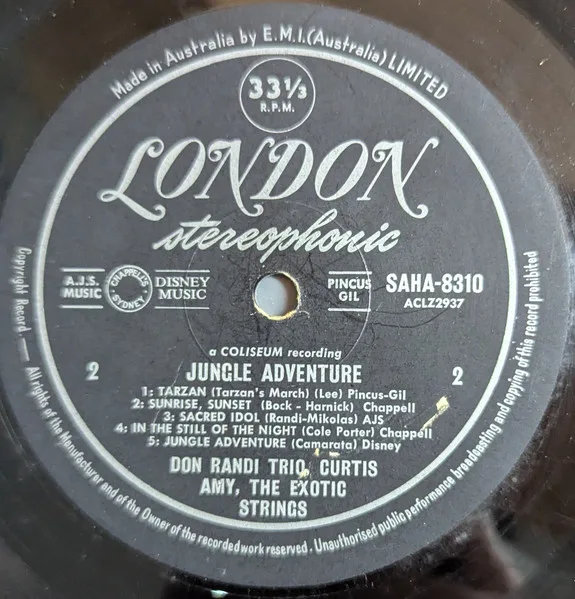 Made in Australia by E.M.I.(Australia) LIMITED
33⅓
R.P.M.
LONDON
stereophonic
A.J.S.
MUSIC
CHAPPELL'S
SYDNEY
DISNEY
MUSIC
PINCUS
GIL
SAHA-8310
ACLZ2937
a COLISEUM recording
2
JUNGLE ADVENTURE
2
1: TARZAN (Tarzan's March) (Lee) Pincus-Gil
2: SUNRISE, SUNSET (Bock - Harnick) Chappell
3: SACRED IDOL (Randi-Mikolas) AJS
4: IN THE STILL OF THE NIGHT (Cole Porter) Chappell
5: JUNGLE ADVENTURE (Camarata) Disney
DON RANDI TRIO, CURTIS
AMY, THE EXOTIC
STRINGS
Copyright Record. — All rights of the Manufacturer and of the Owner of the recorded work reserved. Unauthorised public performance broadcasting and copying of this record prohibited